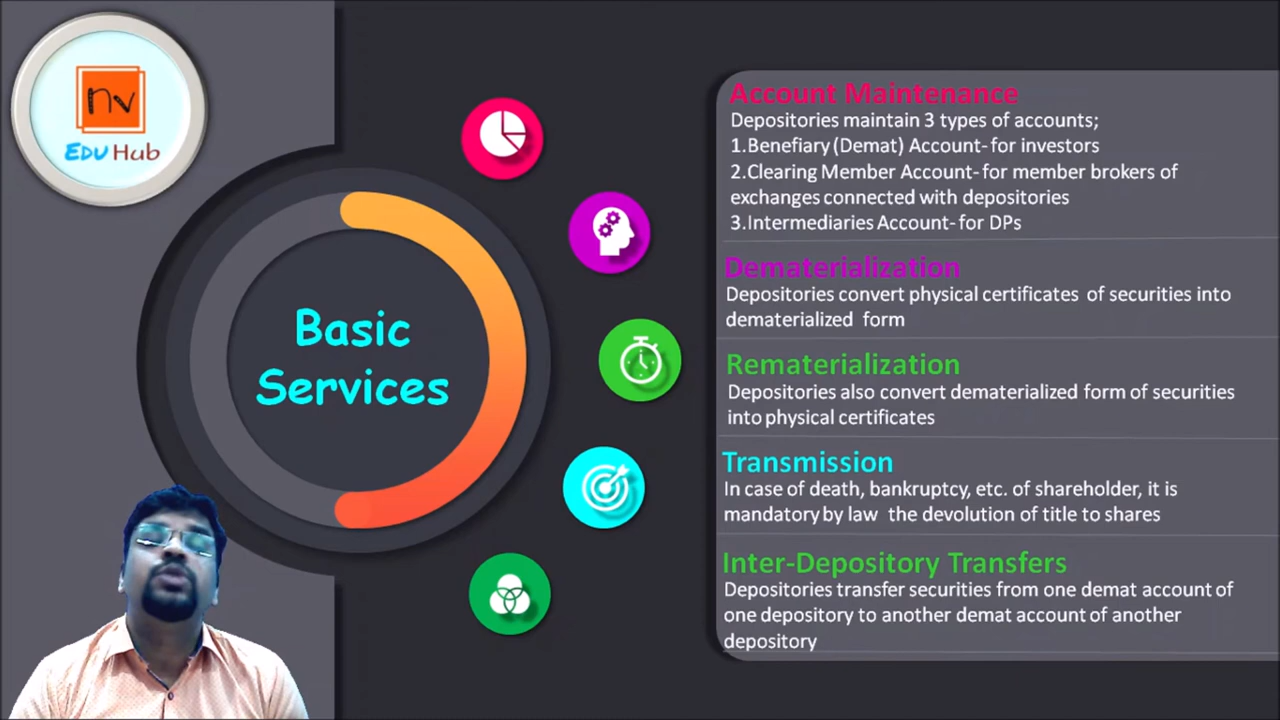 nv
EDU Hub
Basic
Services
Account Maintenance
Depositories maintain 3 types of accounts;
1.Benefiary (Demat) Account- for investors
2.Clearing Member Account- for member brokers of
exchanges connected with depositories
3.Intermediaries Account- for DPs
Dematerialization
Depositories convert physical certificates of securities into
dematerialized form
Rematerialization
Depositories also convert dematerialized form of securities
into physical certificates
Transmission
In case of death, bankruptcy, etc. of shareholder, it is
mandatory by law the devolution of title to shares
Inter-Depository Transfers
Depositories transfer securities from one demat account of
one depository to another demat account of another
depository